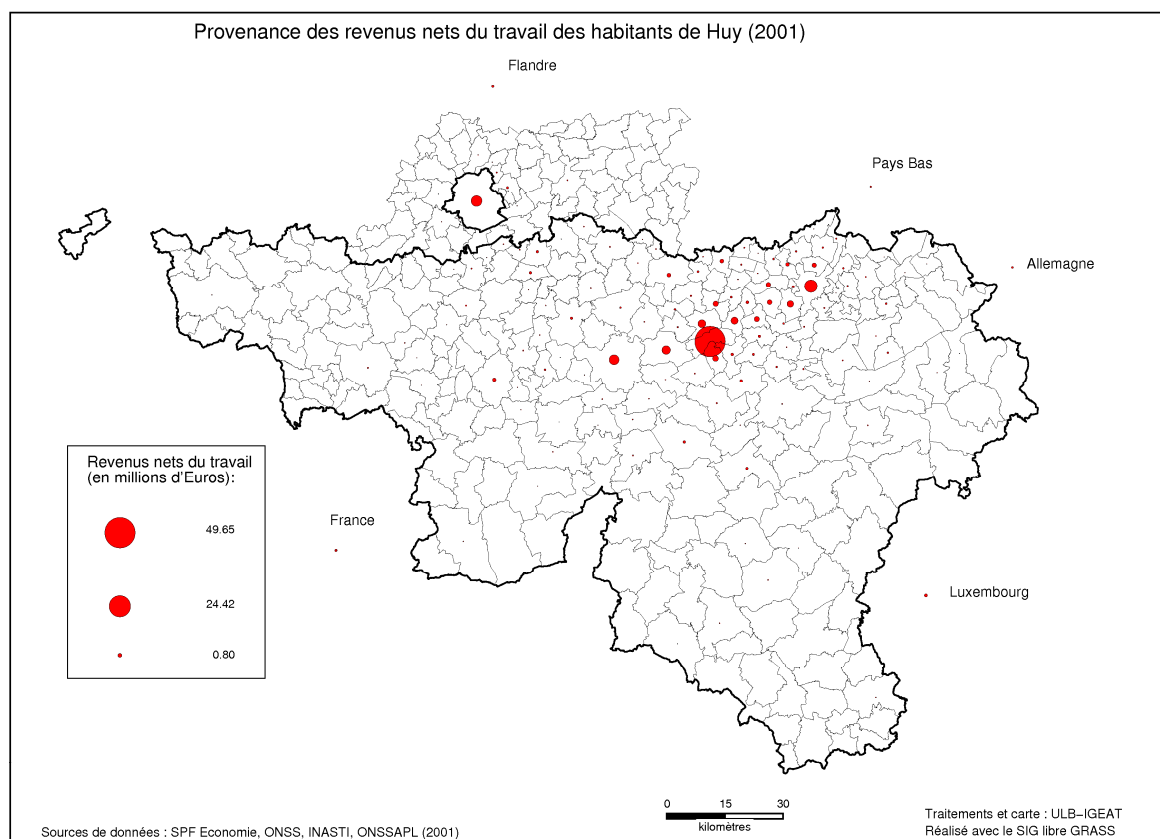 Provenance des revenus nets du travail des habitants de Huy (2001)
Flandre
Pays Bas
Allemagne
Revenus nets du travail
(en millions d'Euros):
49.65
24.42
0.80
France
Luxembourg
0 15 30
kilomètres
Sources de données : SPF Economie, ONSS, INASTI, ONSSAPL (2001)
Traitements et carte : ULB-IGEAT
Réalisé avec le SIG libre GRASS